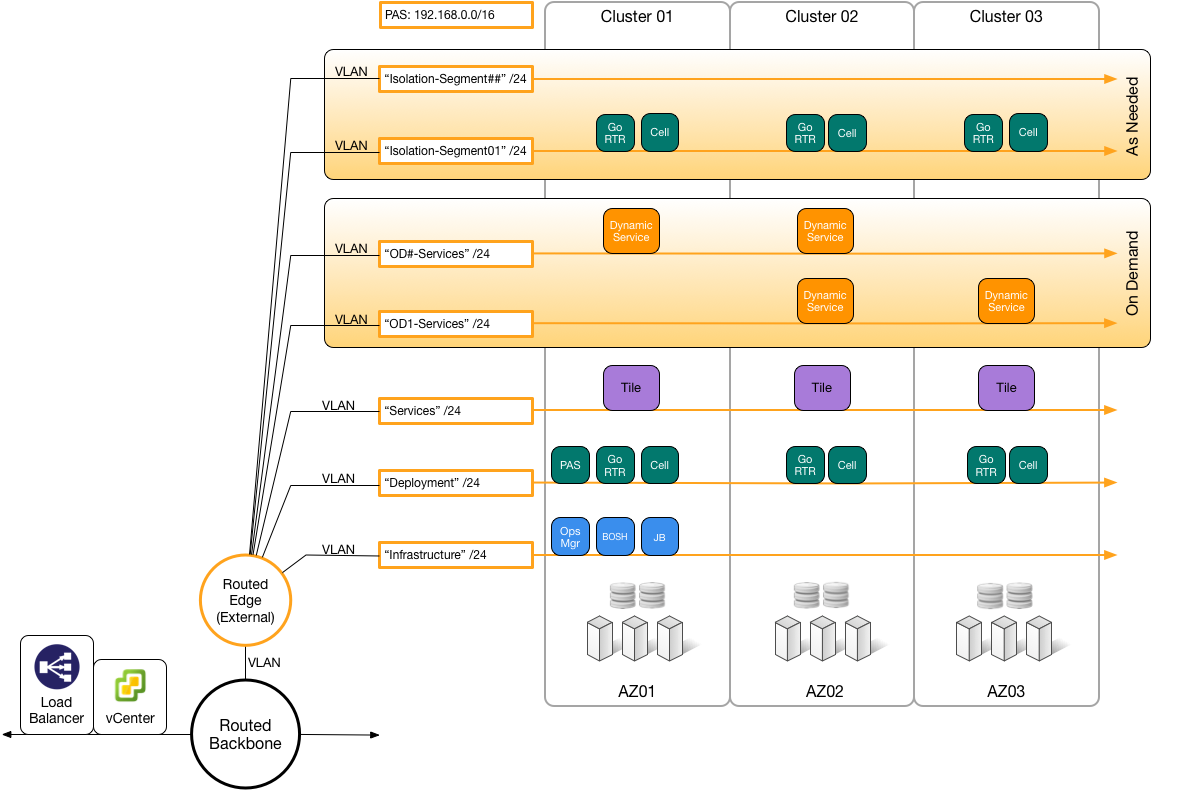 PAS: 192.168.0.0/16
Cluster 01
Cluster 02
Cluster 03
VLAN
“Isolation-Segment##” /24
As Needed
Go
RTR
Cell
Go
RTR
Cell
Go
RTR
Cell
VLAN
“Isolation-Segment01” /24
Dynamic
Service
Dynamic
Service
VLAN
“OD#-Services” /24
On Demand
Dynamic
Service
Dynamic
Service
VLAN
“OD1-Services” /24
Tile
Tile
Tile
VLAN
“Services” /24
PAS
Go
RTR
Cell
Go
RTR
Cell
Go
RTR
Cell
VLAN
“Deployment” /24
Ops
Mgr
BOSH
JB
VLAN
“Infrastructure” /24
Routed
Edge
(External)
VLAN
AZ01
AZ02
AZ03
Load
Balancer
vCenter
Routed
Backbone